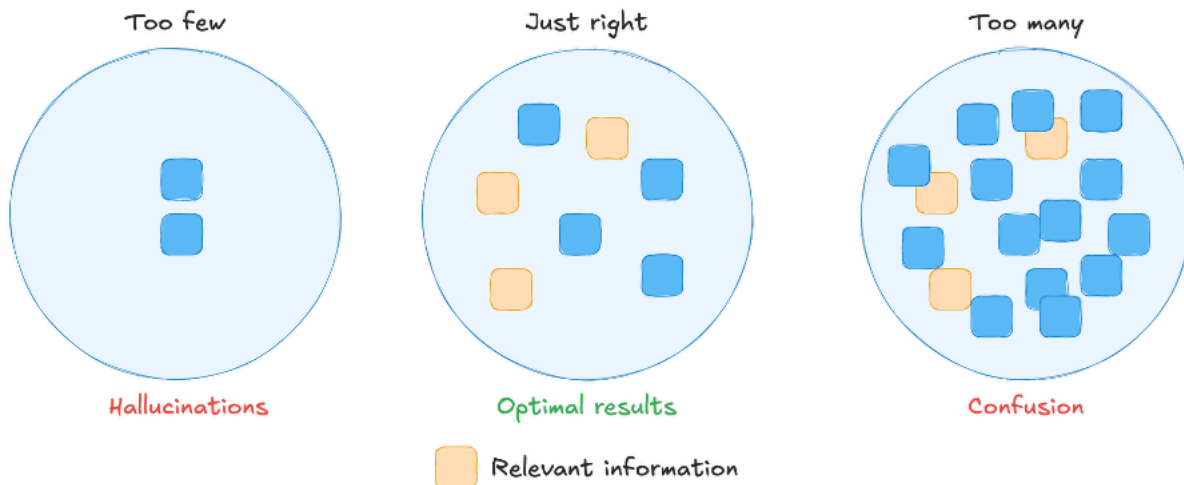 Too few
Just right
Too many
Hallucinations
Optimal results
Confusion
Relevant information